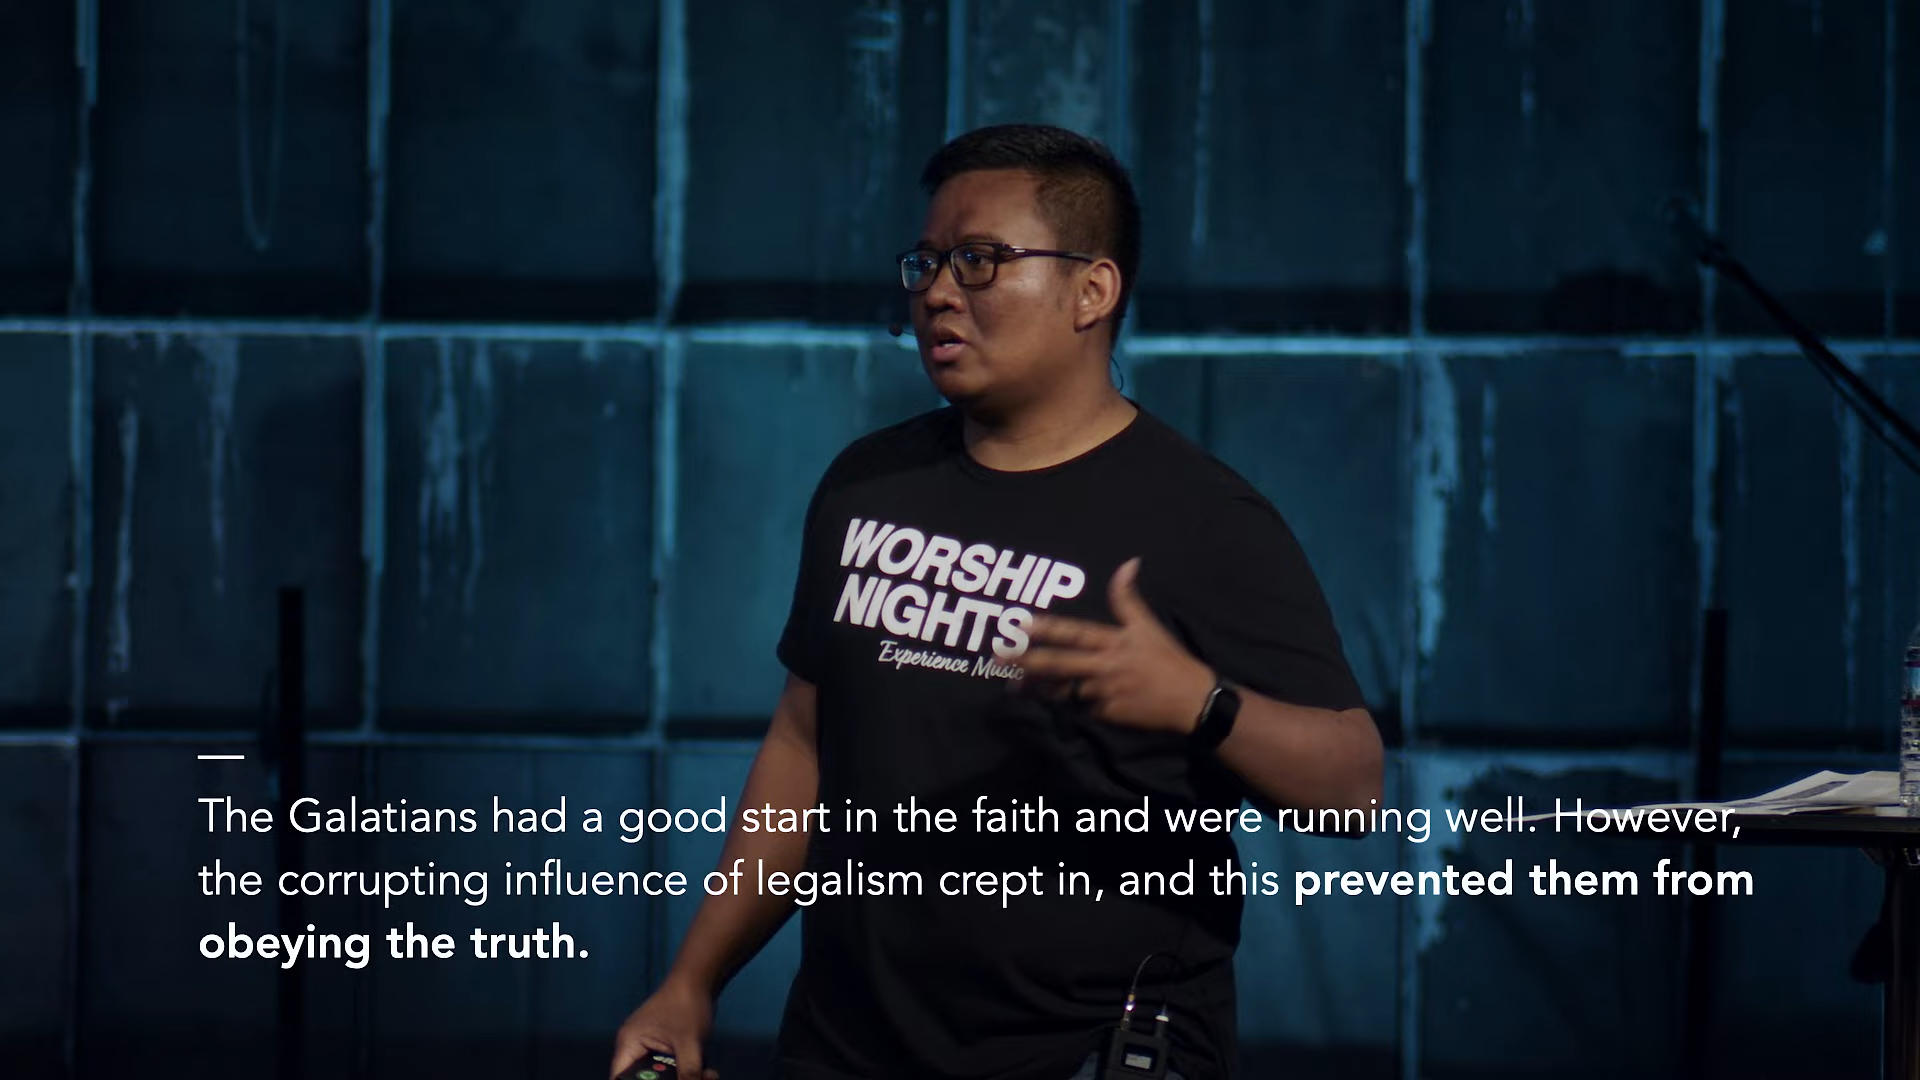 WORSHIP
NIGHTS
Experience Music
The Galatians had a good start in the faith and were running well. However,
the corrupting influence of legalism crept in, and this prevented them from
obeying the truth.